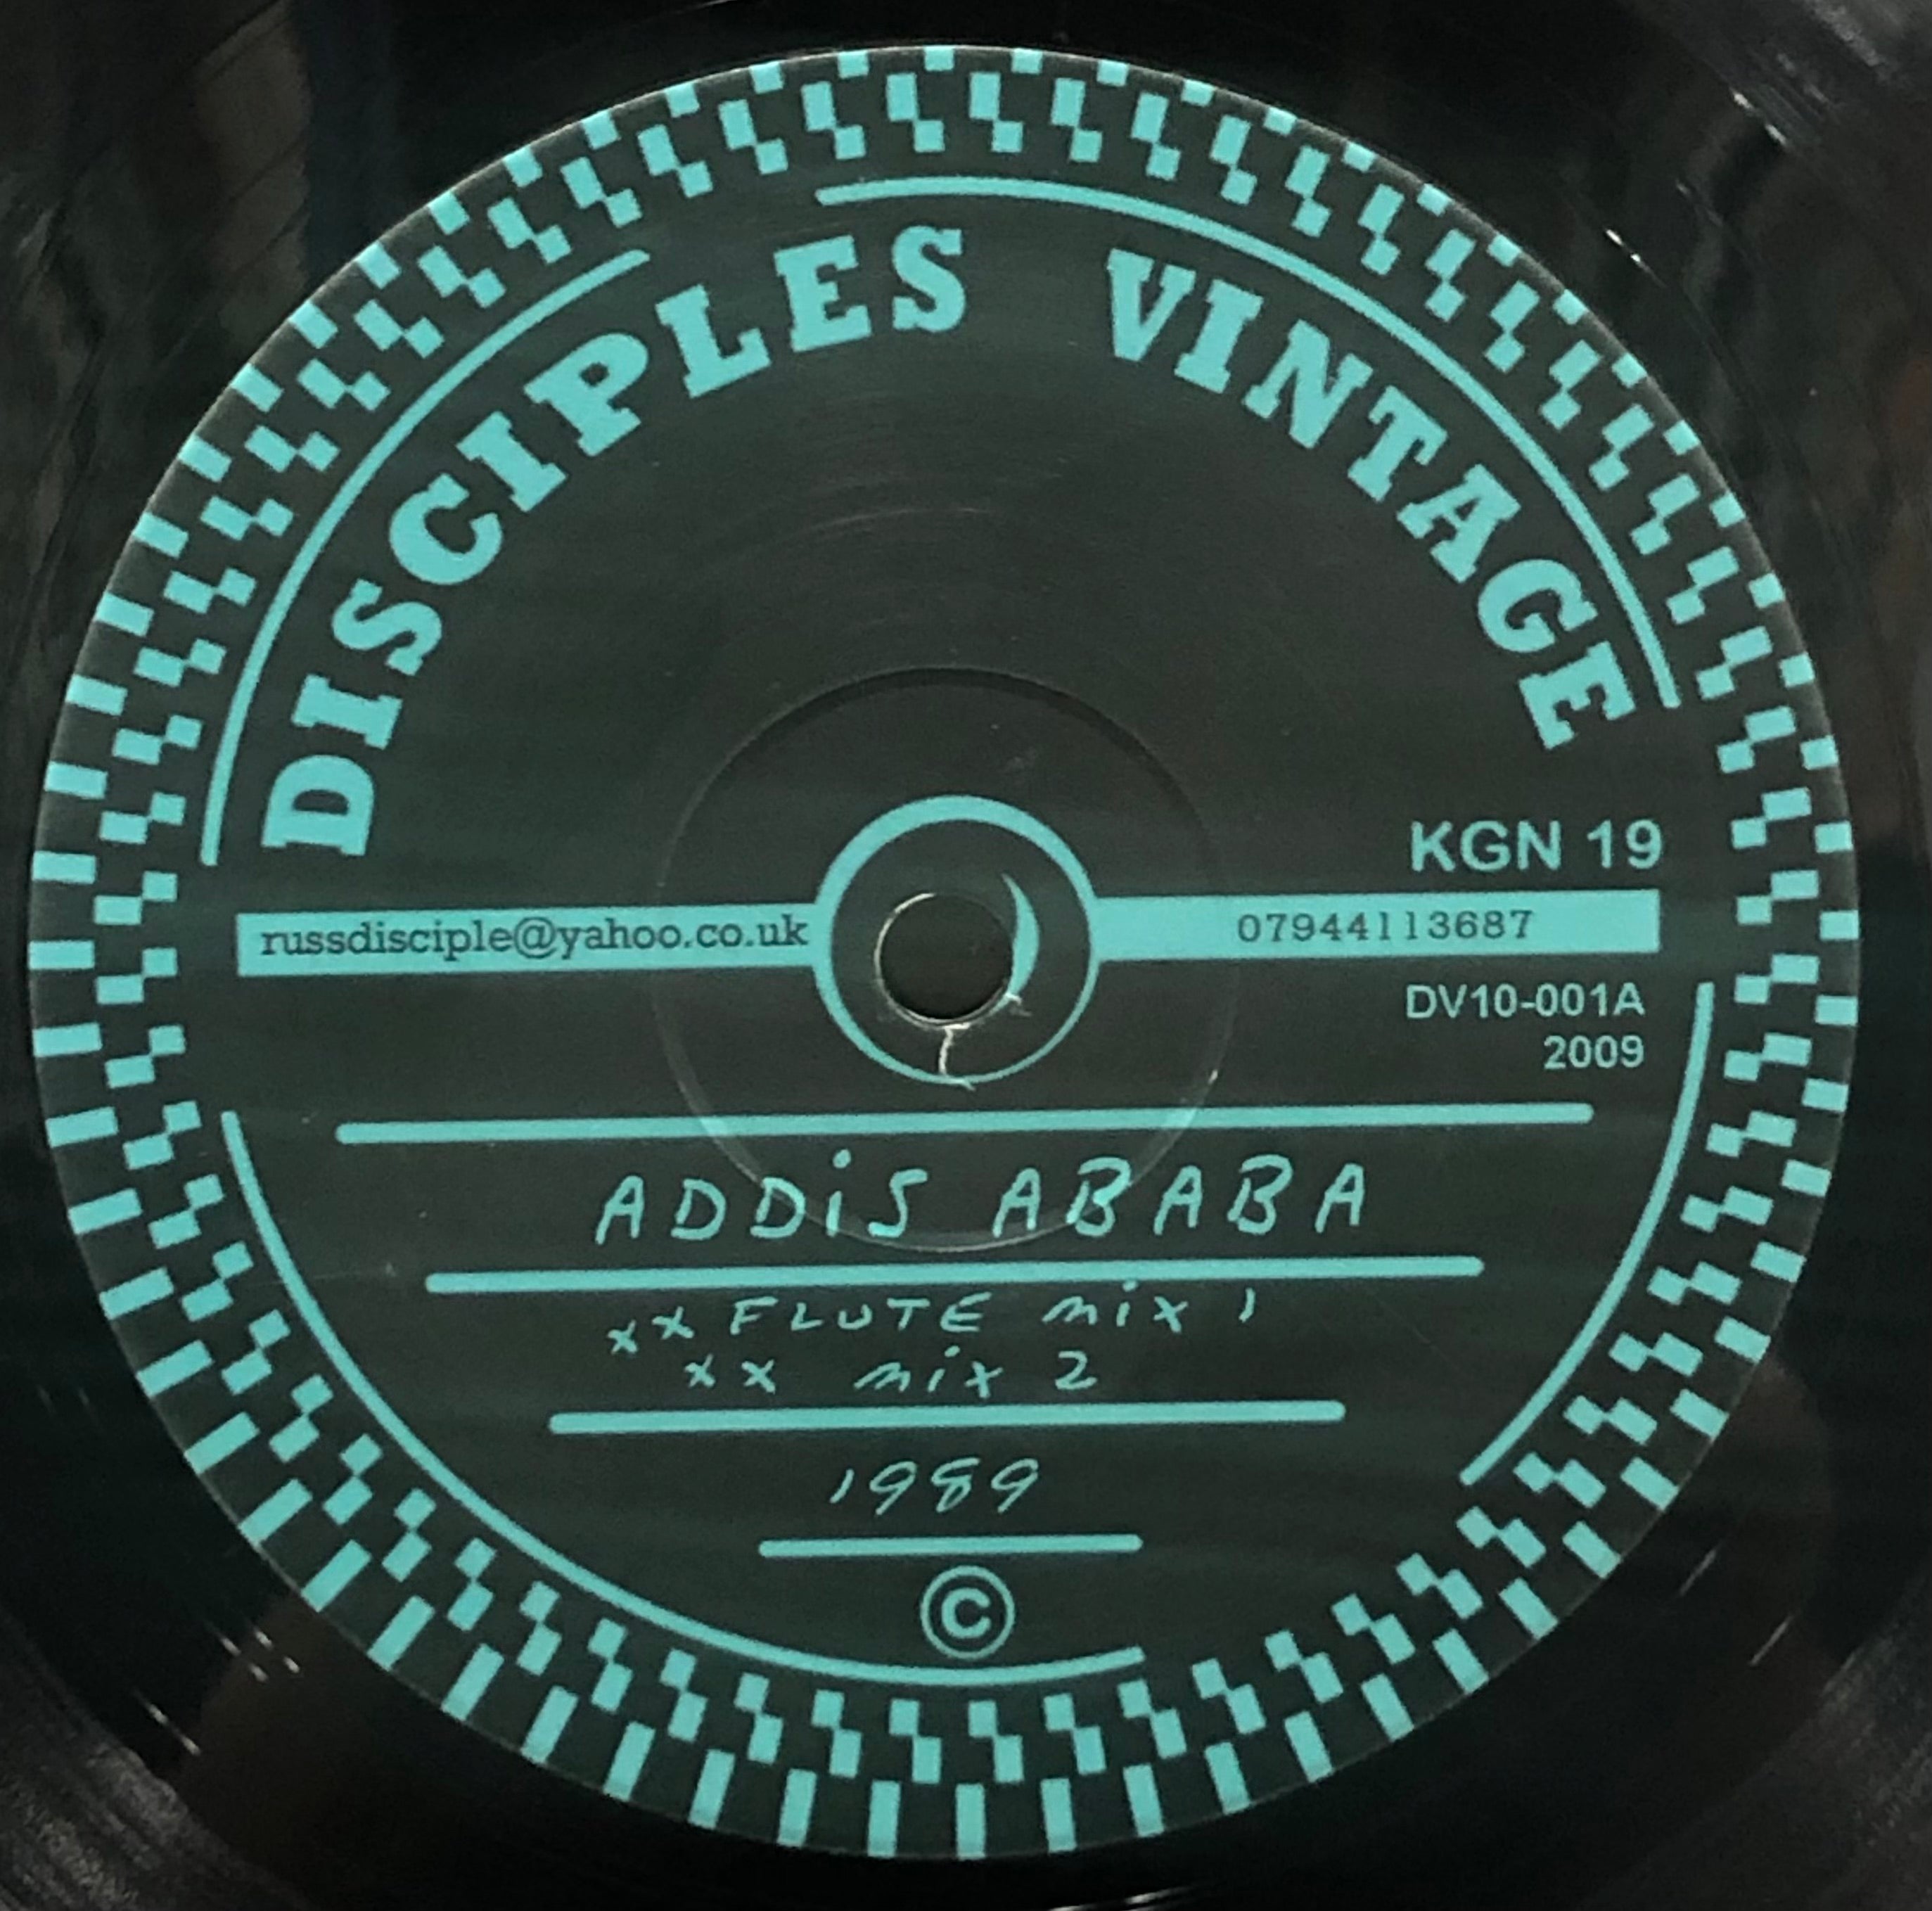 DISCIPLES VINTAGE
KGN 19
russdisciple@yahoo.co.uk
07944113687
DV10-001A
2009
ADDiS ABABA
xx FLUTE mix 1
xx mix 2
1989
©